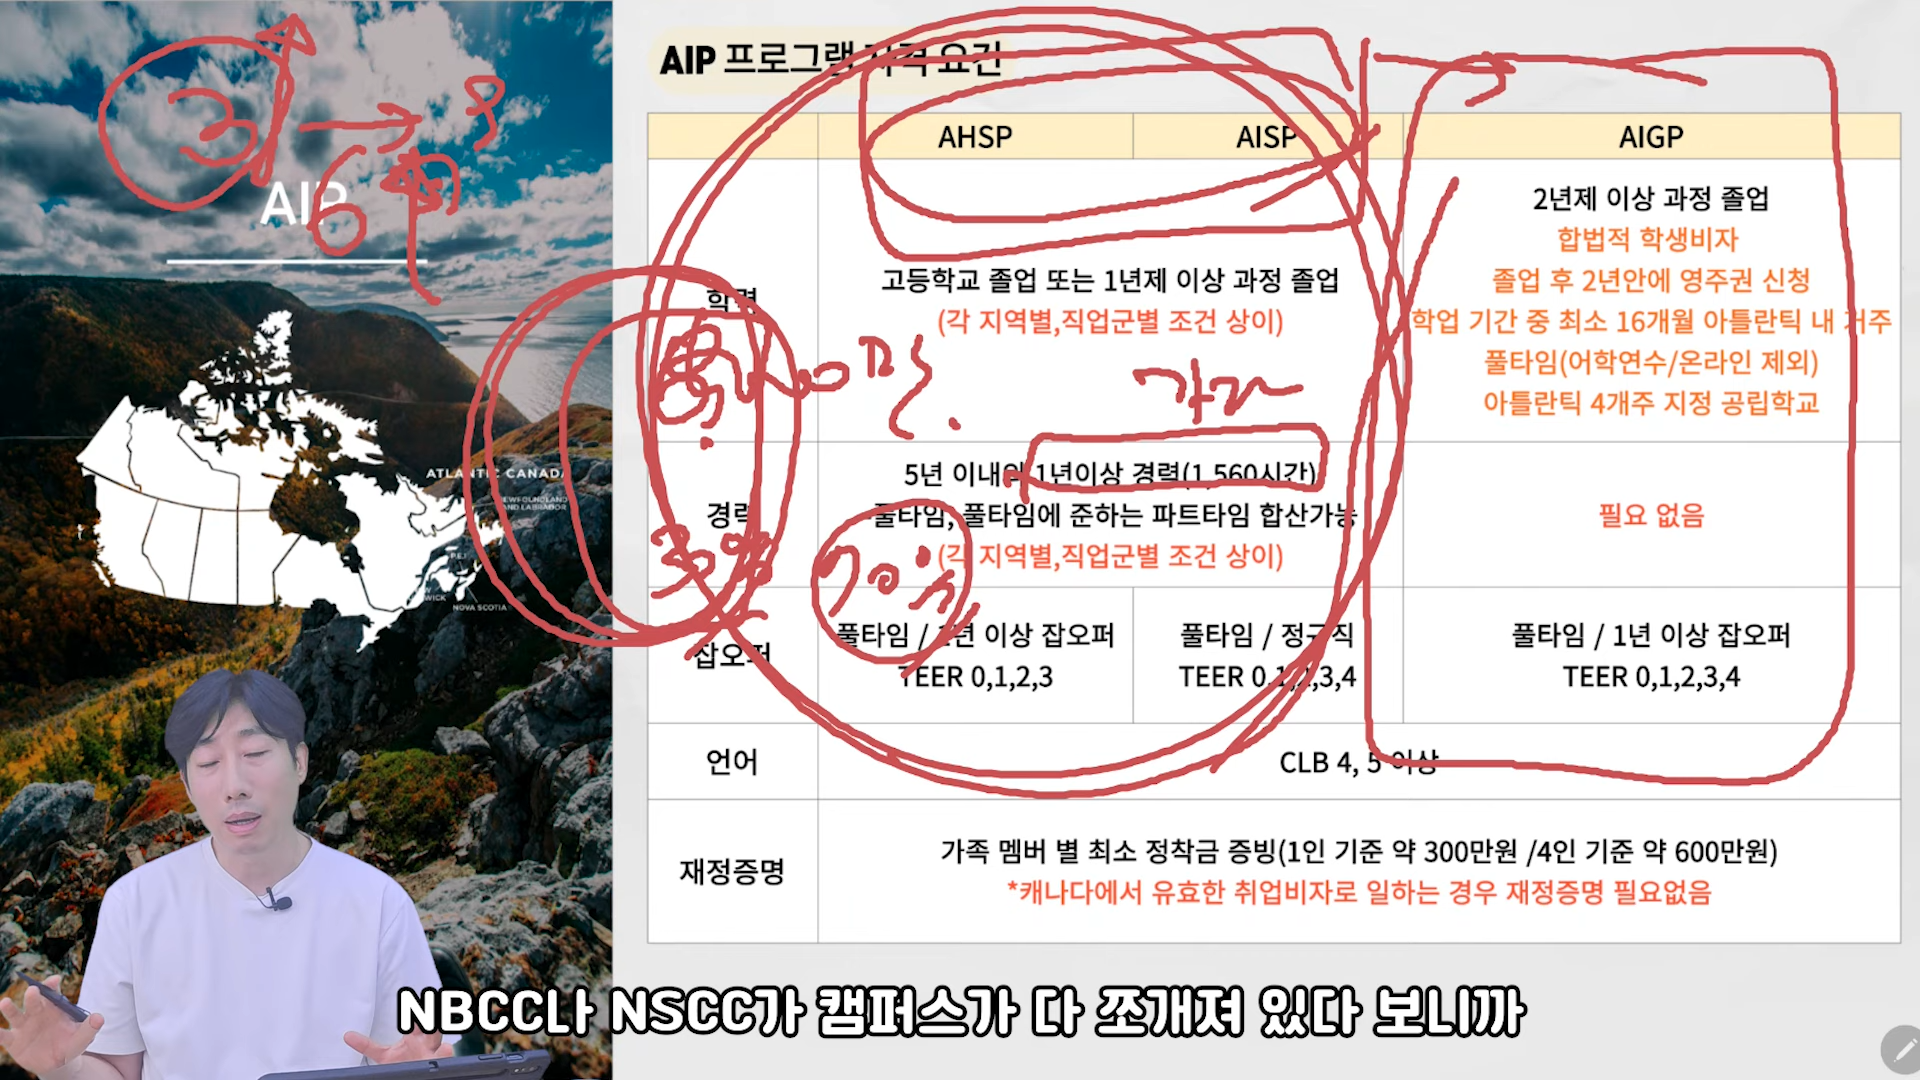 AIP 프로그램 자격 요건
AHSP AISP AIGP
학력
고등학교 졸업 또는 1년제 이상 과정 졸업
(각 지역별,직업군별 조건 상이)
2년제 이상 과정 졸업
합법적 학생비자
졸업 후 2년안에 영주권 신청
학업 기간 중 최소 16개월 아틀란틱 내 거주
풀타임(어학연수/온라인 제외)
아틀란틱 4개주 지정 공립학교
경력
5년 이내의 1년이상 경력(1,560시간)
풀타임, 풀타임에 준하는 파트타임 합산가능
(각 지역별,직업군별 조건 상이)
필요 없음
잡오퍼
풀타임 / 1년 이상 잡오퍼
TEER 0,1,2,3
풀타임 / 정규직
TEER 0,1,2,3,4
풀타임 / 1년 이상 잡오퍼
TEER 0,1,2,3,4
언어
CLB 4, 5 이상
재정증명
가족 멤버 별 최소 정착금 증빙(1인 기준 약 300만원 /4인 기준 약 600만원)
*캐나다에서 유효한 취업비자로 일하는 경우 재정증명 필요없음
AIP
ATLANTIC CANADA
NEWFOUNDLAND
AND LABRADOR
P.E.I
NOVA SCOTIA
3
6
70%
NBCC나 NSCC가 캠퍼스가 다 쪼개져 있다 보니까